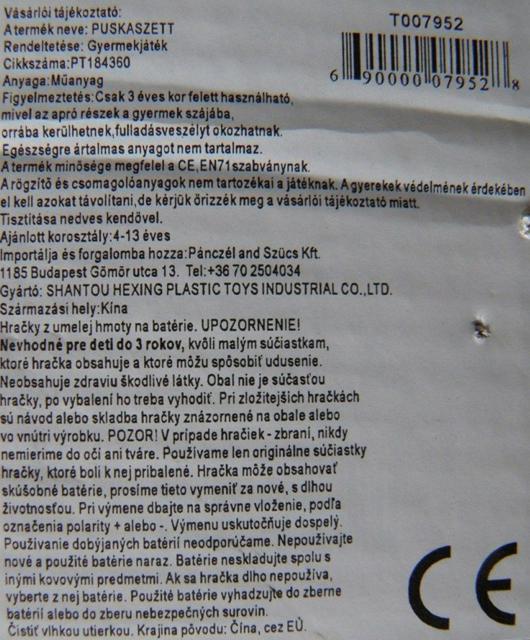 Vásárlói tájékoztató:
A termék neve: PUSKASZETT
Rendeltetése: Gyermekjáték
Cikkszáma:PT184360
Anyaga:Műanyag
Figyelmeztetés:Csak 3 éves kor felett használható,
mivel az apró részek a gyermek szájába,
orrába kerülhetnek,fulladásveszélyt okozhatnak.
Egészségre ártalmas anyagot nem tartalmaz.
A termék minősége megfelel a CE,EN71szabványnak.
A rögzítő és csomagolóanyagok nem tartozékai a játéknak. A gyerekek védelmének érdekében
el kell azokat távolítani,de kérjük őrizzék meg a vásárlói tájékoztató miatt.
Tisztítása nedves kendővel.
Ajánlott korosztály:4-13 éves
Importálja és forgalomba hozza:Pánczél and Szücs Kft.
1185 Budapest Gömör utca 13. Tel:+36 70 2504034
Gyártó: SHANTOU HEXING PLASTIC TOYS INDUSTRIAL CO.,LTD.
Származási hely:Kína
Hračky z umelej hmoty na batérie. UPOZORNENIE!
Nevhodné pre deti do 3 rokov, kvôli malým súčiastkam,
ktoré hračka obsahuje a ktoré môžu spôsobiť udusenie.
Neobsahuje zdraviu škodlivé látky. Obal nie je súčasťou
hračky, po vybalení ho treba vyhodiť. Pri zložitejších hračkách
sú návod alebo skladba hračky znázornené na obale alebo
vo vnútri výrobku. POZOR! V prípade hračiek - zbraní, nikdy
nemierime do očí ani tváre. Používame len originálne súčiastky
hračky, ktoré boli k nej pribalené. Hračka môže obsahovať
skúšobné batérie, prosíme tieto vymeniť za nové, s dlhou
životnosťou. Pri výmene dbajte na správne vloženie, podľa
označenia polarity + alebo -. Výmenu uskutočňuje dospelý.
Používanie dobýjaných batérií neodporúčame. Nepoužívajte
nové a použité batérie naraz. Batérie neskladujte spolu s
inými kovovými predmetmi. Ak sa hračka dlho nepoužíva,
vyberte z nej batérie. Použité batérie vyhadzujte do zberne
batérií alebo do zberu nebezpečných surovin.
Čistiť vlhkou utierkou. Krajina pôvodu: Čína, cez EÚ.
T007952
6 90000 07952 8
CE